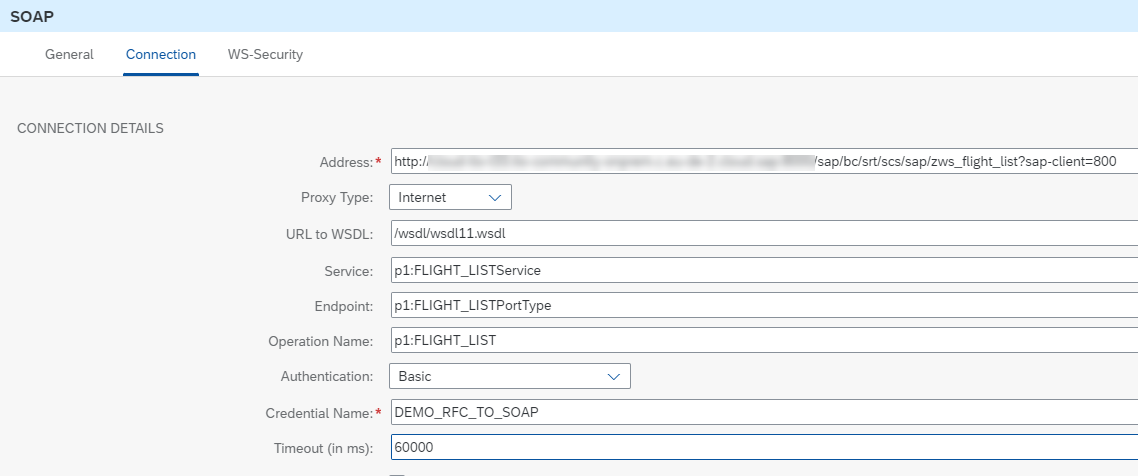 SOAP
General Connection WS-Security
CONNECTION DETAILS
Address:* http:/ /sap/bc/srt/scs/sap/zws_flight_list?sap-client=800
Proxy Type: Internet
URL to WSDL: /wsdl/wsdl11.wsdl
Service: p1:FLIGHT_LISTService
Endpoint: p1:FLIGHT_LISTPortType
Operation Name: p1:FLIGHT_LIST
Authentication: Basic
Credential Name:* DEMO_RFC_TO_SOAP
Timeout (in ms): 60000